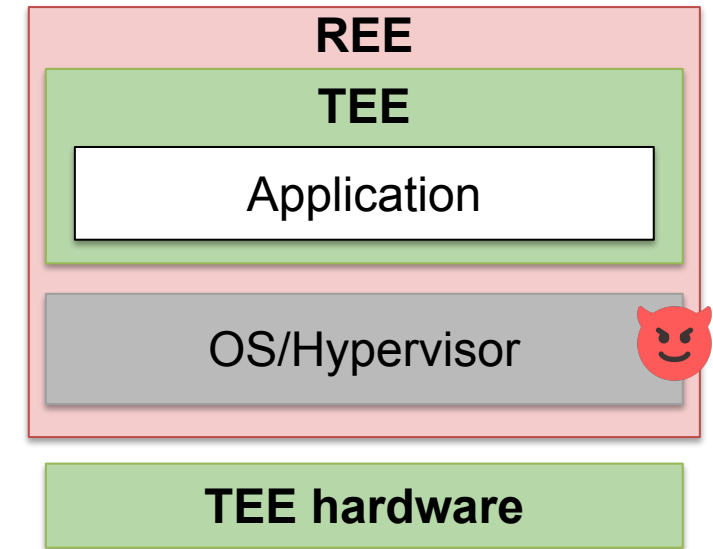 REE
TEE
Application
OS/Hypervisor
TEE hardware